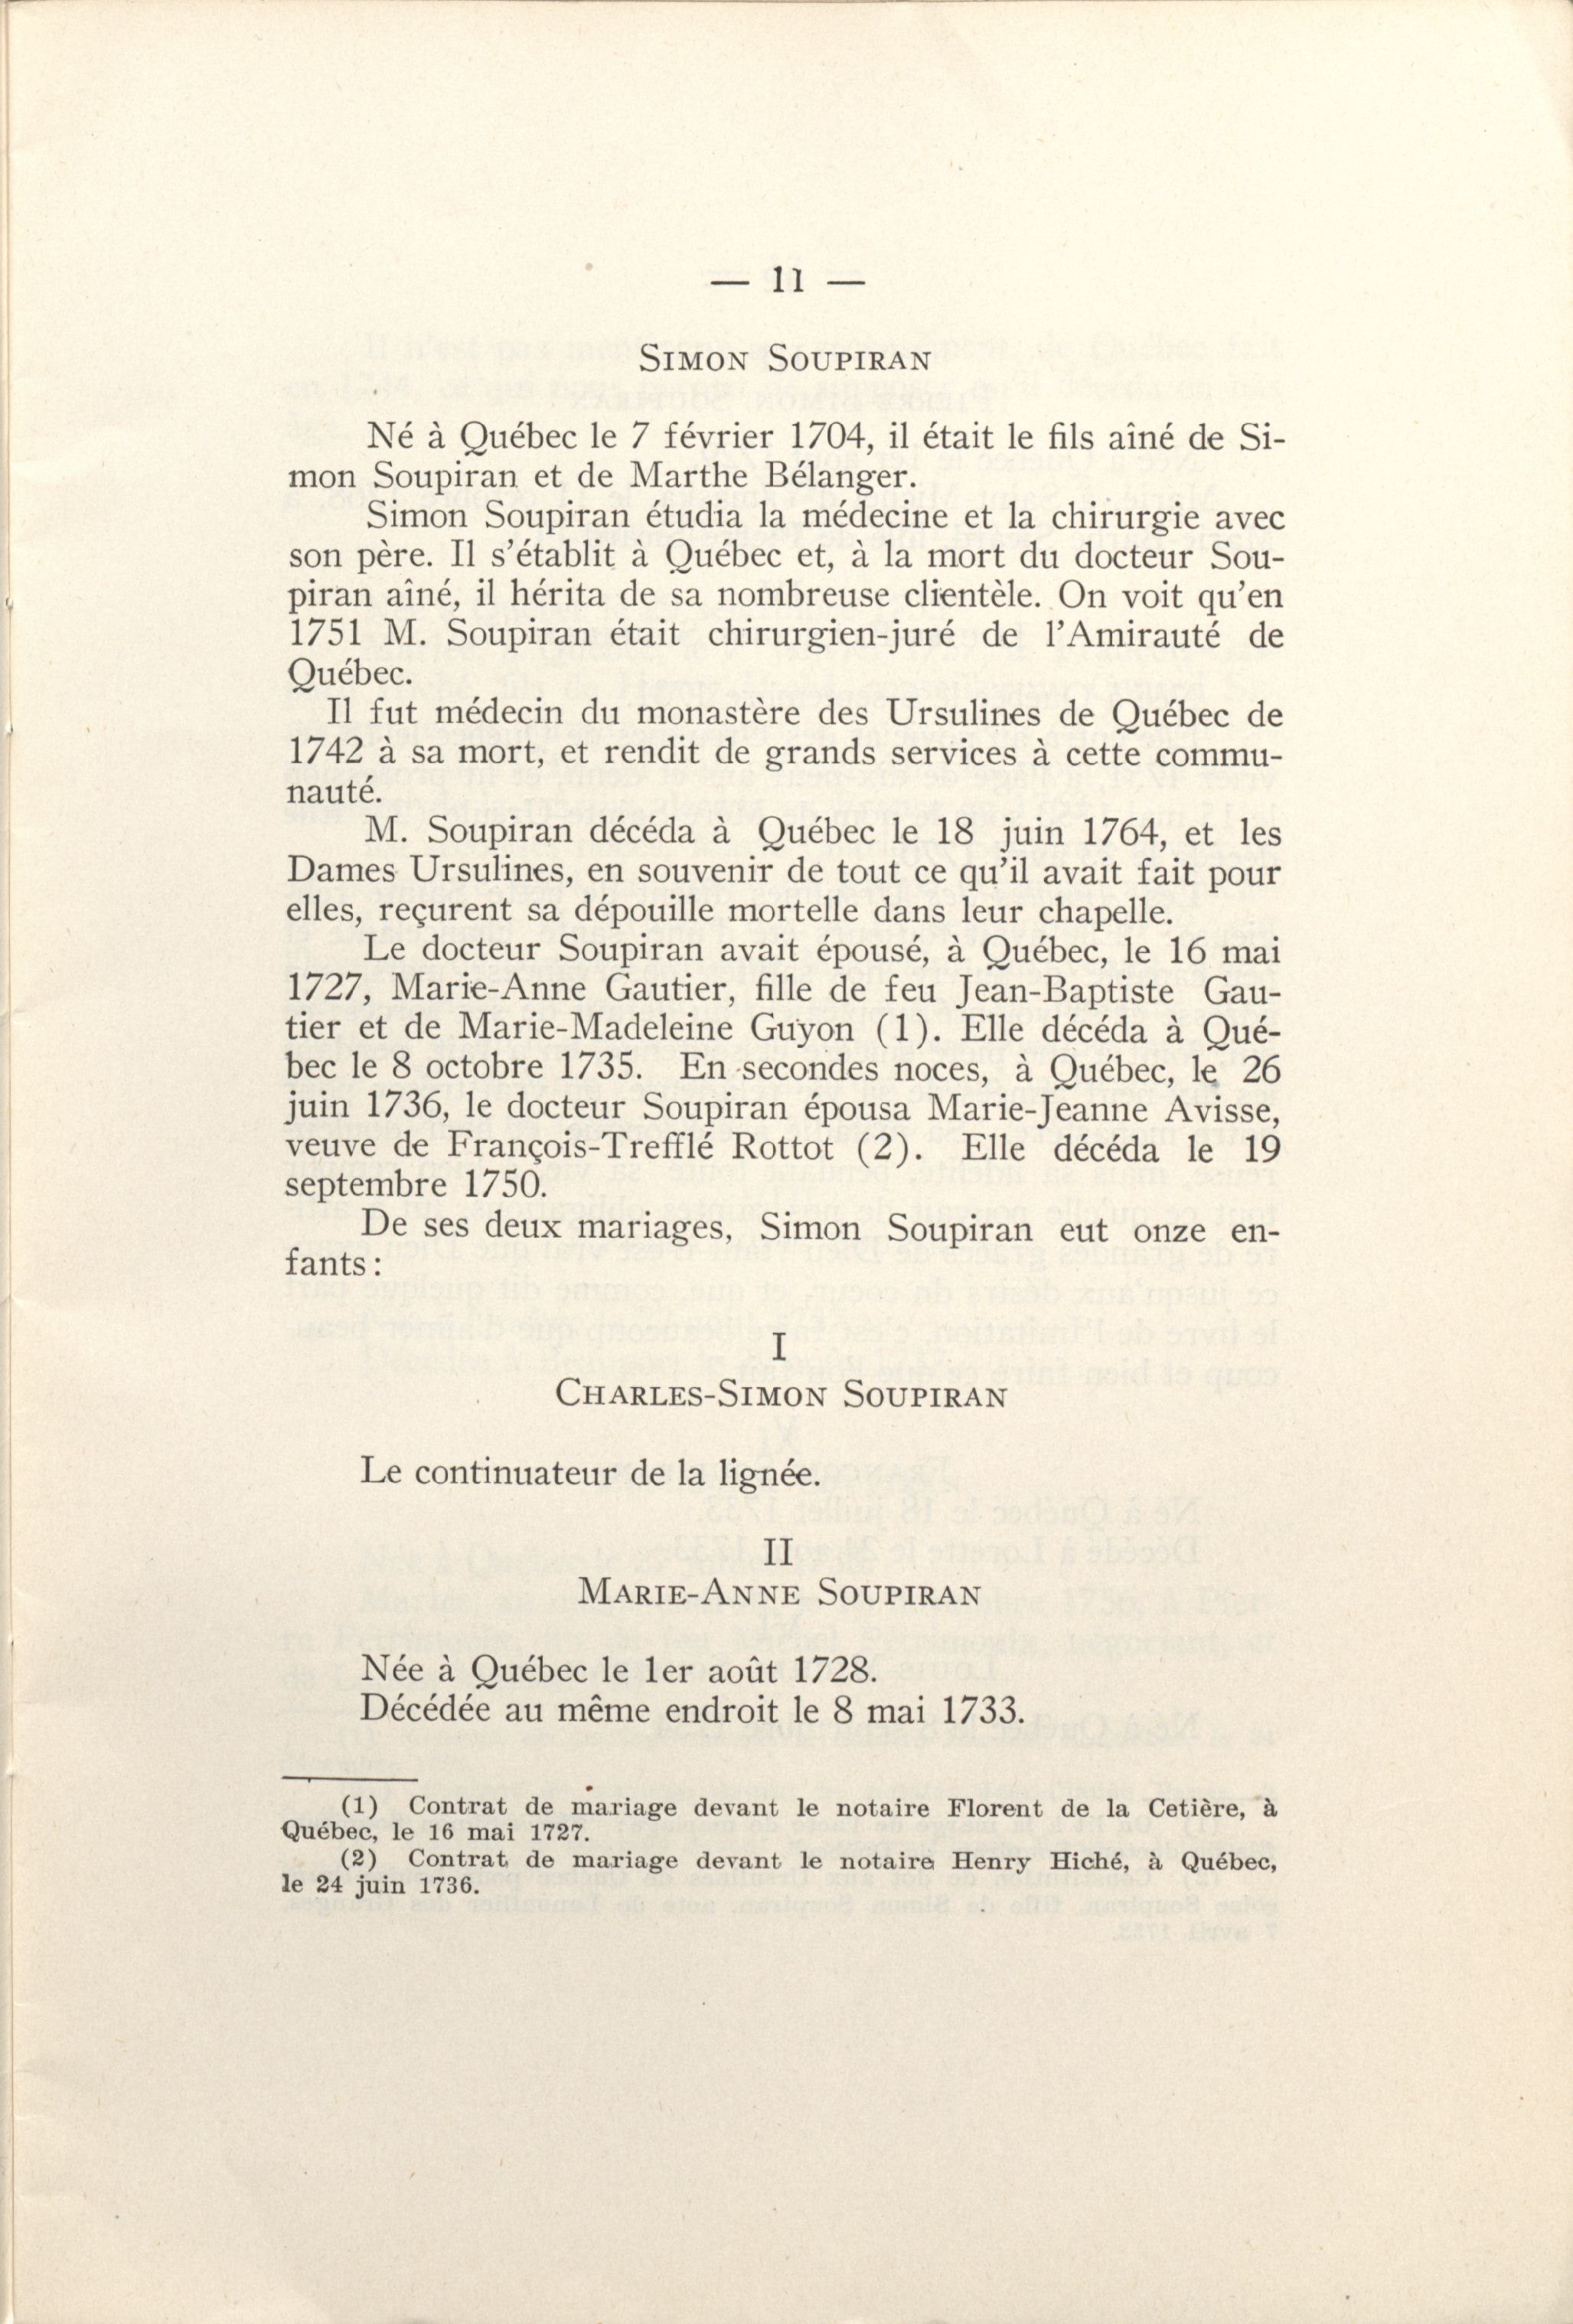 — 11 —
Simon Soupiran
Né à Québec le 7 février 1704, il était le fils aîné de Si-
mon Soupiran et de Marthe Bélanger.
Simon Soupiran étudia la médecine et la chirurgie avec
son père. Il s'établit à Québec et, à la mort du docteur Sou-
piran aîné, il hérita de sa nombreuse clientèle. On voit qu'en
1751 M. Soupiran était chirurgien-juré de l'Amirauté de
Québec.
Il fut médecin du monastère des Ursulines de Québec de
1742 à sa mort, et rendit de grands services à cette commu-
nauté.
M. Soupiran décéda à Québec le 18 juin 1764, et les
Dames Ursulines, en souvenir de tout ce qu'il avait fait pour
elles, reçurent sa dépouille mortelle dans leur chapelle.
Le docteur Soupiran avait épousé, à Québec, le 16 mai
1727, Marie-Anne Gautier, fille de feu Jean-Baptiste Gau-
tier et de Marie-Madeleine Guyon (1). Elle décéda à Qué-
bec le 8 octobre 1735. En secondes noces, à Québec, le 26
juin 1736, le docteur Soupiran épousa Marie-Jeanne Avisse,
veuve de François-Trefflé Rottot (2). Elle décéda le 19
septembre 1750.
De ses deux mariages, Simon Soupiran eut onze en-
fants:
I
Charles-Simon Soupiran
Le continuateur de la lignée.
II
Marie-Anne Soupiran
Née à Québec le 1er août 1728.
Décédée au même endroit le 8 mai 1733.
(1) Contrat de mariage devant le notaire Florent de la Cetière, à
Québec, le 16 mai 1727.
(2) Contrat de mariage devant le notaire Henry Hiché, à Québec,
le 24 juin 1736.